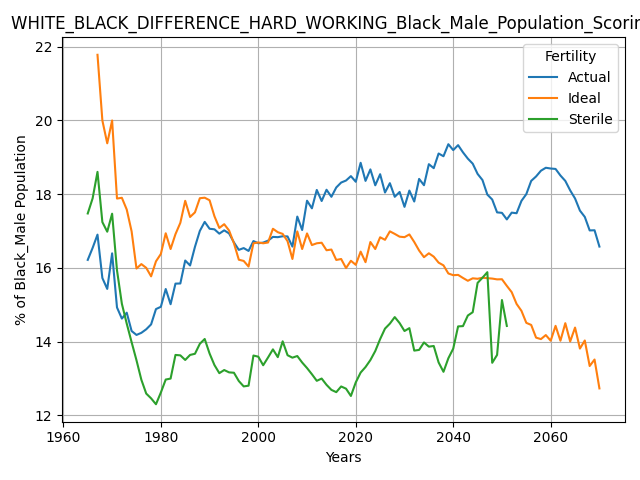 WHITE_BLACK_DIFFERENCE_HARD_WORKING_Black_Male_Population_Scorin
Fertility
Actual
Ideal
Sterile
% of Black_Male Population
22
20
18
16
14
12
1960
1980
2000
2020
2040
2060
Years